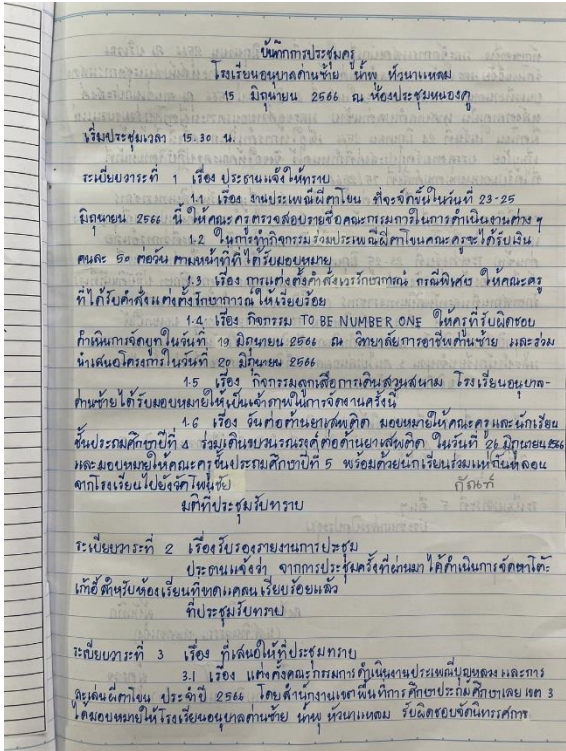 บันทึกการประชุมครู
โรงเรียนอนุบาลด่านซ้าย น้ำพุ หัวนาแหลม
15 มิถุนายน 2566 ณ ห้องประชุมหนองคู
เริ่มประชุมเวลา 15.30 น.
ระเบียบวาระที่ 1 เรื่อง ประธานแจ้งให้ทราบ
1.1 เรื่อง งานประเพณีผีตาโขน ที่จะจัดขึ้นในวันที่ 23-25
มิถุนายน 2566 นี้ ให้คณะครูตรวจสอบรายชื่อคณะกรรมการในการดำเนินงานต่าง ๆ
1.2 ในการทำกิจกรรมร่วมประเพณีผีตาโขนคณะครูจะได้รับเงิน
คนละ 50 ต่อวัน ตามหน้าที่ที่ได้รับมอบหมาย
1.3 เรื่อง การแต่งตั้งคำสั่งเวรรักษาการณ์ กรณีพิเศษ ให้คณะครู
ที่ได้รับคำสั่งแต่งตั้งรักษาการณ์ให้เรียบร้อย
1.4 เรื่อง กิจกรรม TO BE NUMBER ONE ให้ครูที่รับผิดชอบ
ดำเนินการจัดบูทในวันที่ 19 มิถุนายน 2566 ณ วิทยาลัยการอาชีพด่านซ้าย และร่วม
นำเสนอโครงการในวันที่ 20 มิถุนายน 2566
1.5 เรื่อง กิจกรรมลูกเสือการเดินสวนสนาม โรงเรียนอนุบาล-
ด่านซ้ายได้รับมอบหมายให้เป็นเจ้าภาพในการจัดงานครั้งนี้
1.6 เรื่อง วันต่อต้านยาเสพติด มอบหมายให้คณะครูและนักเรียน
ชั้นประถมศึกษาปีที่ 4 ร่วมเดินขบวนรณรงค์ต่อต้านยาเสพติด ในวันที่ 26 มิถุนายน 2566
และมอบหมายให้คณะครูชั้นประถมศึกษาปีที่ 5 พร้อมด้วยนักเรียนร่วมแห่กัณฑ์หลอน
จากโรงเรียนไปยังวัดโพนชัย กัณฑ์
มติที่ประชุมรับทราบ
ระเบียบวาระที่ 2 เรื่องรับรองรายงานการประชุม
ประธานแจ้งว่า จากการประชุมครั้งที่ผ่านมา ได้ดำเนินการจัดหาโต๊ะ
เก้าอี้สำหรับห้องเรียนที่ขาดแคลนเรียบร้อยแล้ว
ที่ประชุมรับทราบ
ระเบียบวาระที่ 3 เรื่อง ที่เสนอให้ที่ประชุมทราบ
3.1 เรื่อง แต่งตั้งคณะกรรมการดำเนินงานประเพณีบุญหลวง และการ
ละเล่นผีตาโขน ประจำปี 2566 โดยสำนักงานเขตพื้นที่การศึกษาประถมศึกษาเลย เขต 3
ได้มอบหมายให้โรงเรียนอนุบาลด่านซ้าย น้ำพุ หัวนาแหลม รับผิดชอบจัดนิทรรศการ